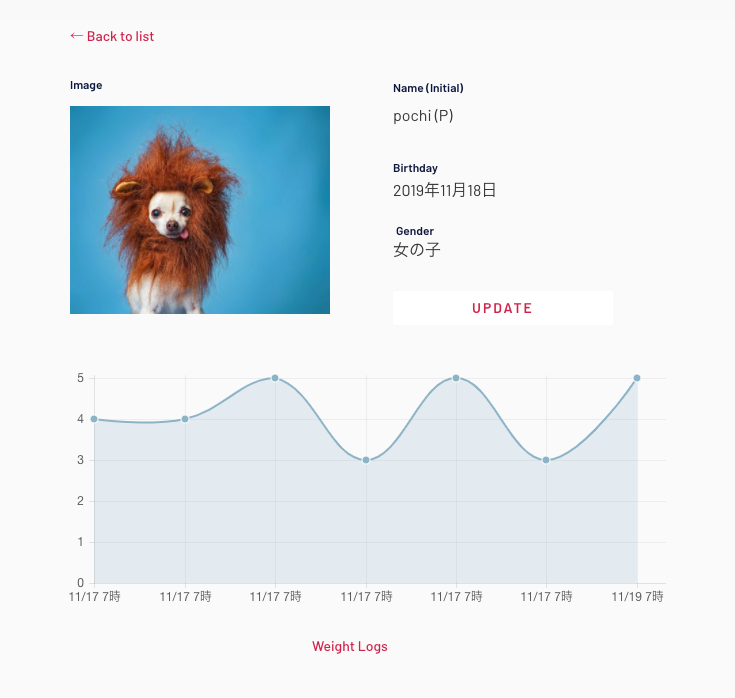 ← Back to list
Image
Name (Initial)
pochi (P)
Birthday
2019年11月18日
Gender
女の子
UPDATE
5
4
3
2
1
0
11/17 7時 11/17 7時 11/17 7時 11/17 7時 11/17 7時 11/17 7時 11/19 7時
Weight Logs